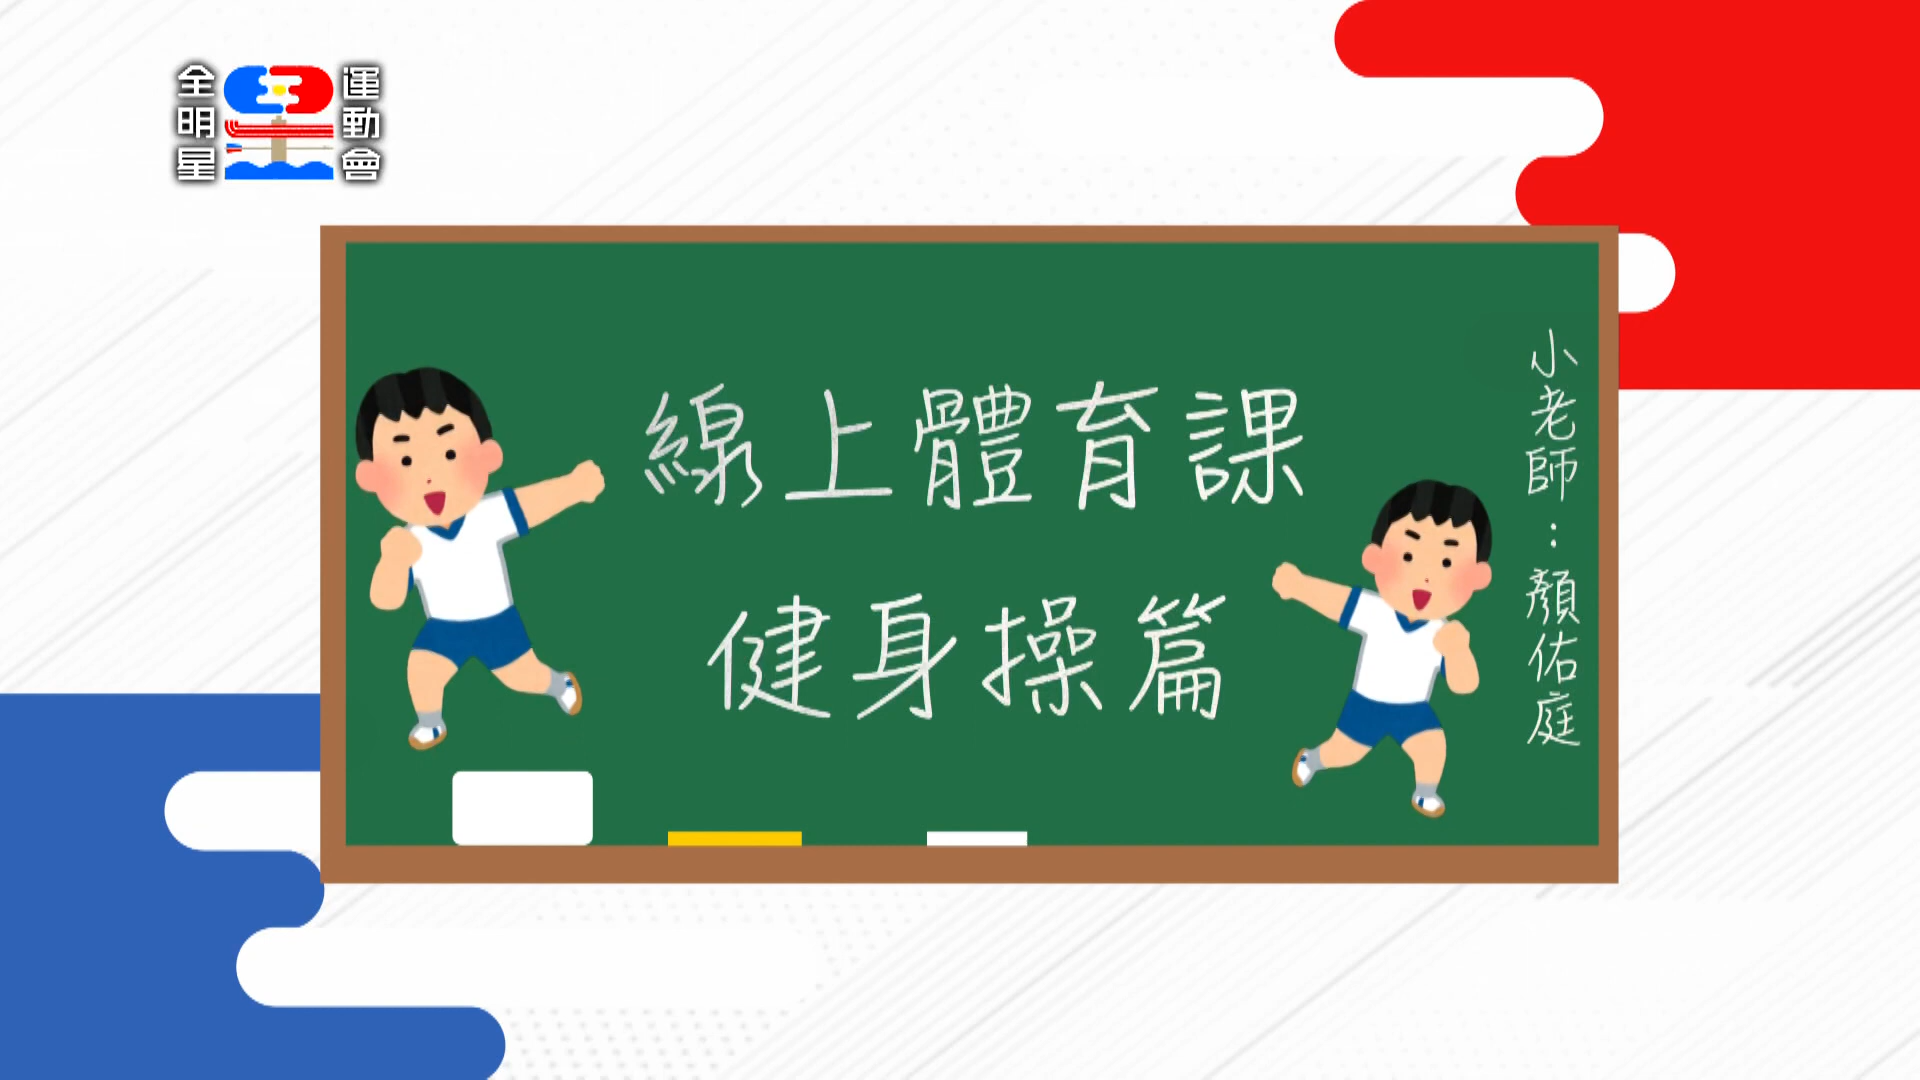 全明星
運動會
線上體育課
健身操篇
小老師：顏佑庭